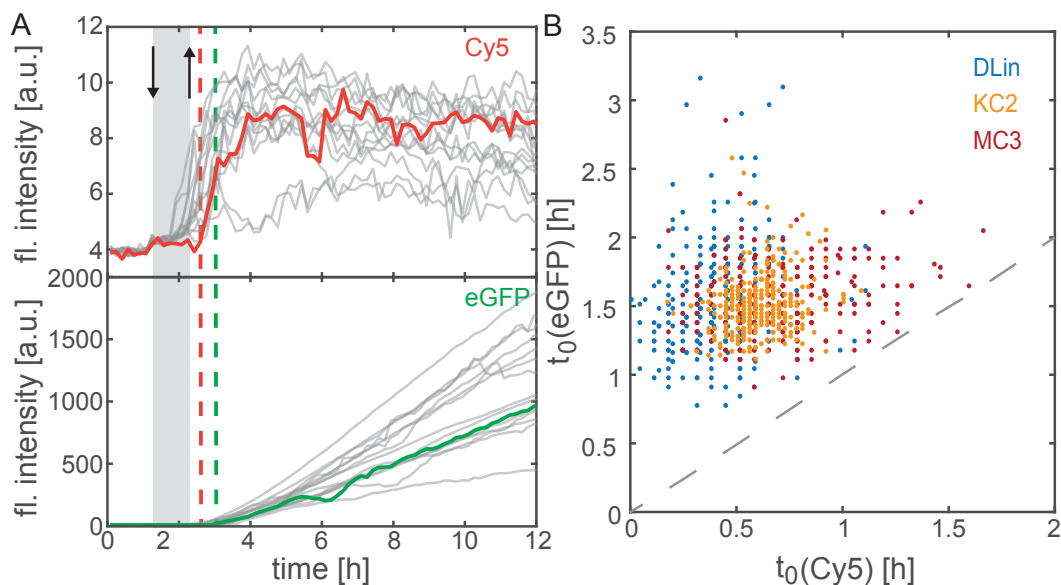 A
12
10
8
6
4
fl. intensity [a.u.]
Cy5
2000
1500
1000
500
0
fl. intensity [a.u.]
eGFP
0 2 4 6 8 10 12
time [h]
B
3.5
3
2.5
2
1.5
1
0.5
0
t0(eGFP) [h]
DLin
KC2
MC3
0 0.5 1 1.5 2
t0(Cy5) [h]